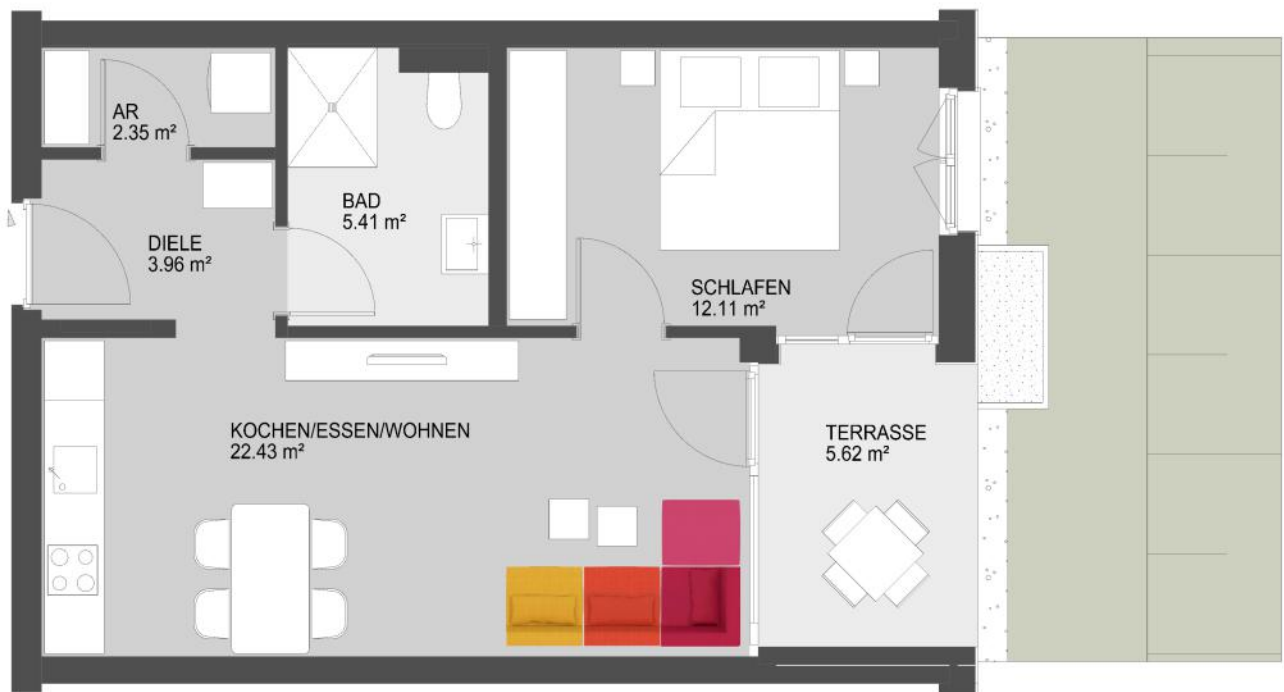 AR
2.35 m²
BAD
5.41 m²
DIELE
3.96 m²
SCHLAFEN
12.11 m²
KOCHEN/ESSEN/WOHNEN
22.43 m²
TERRASSE
5.62 m²